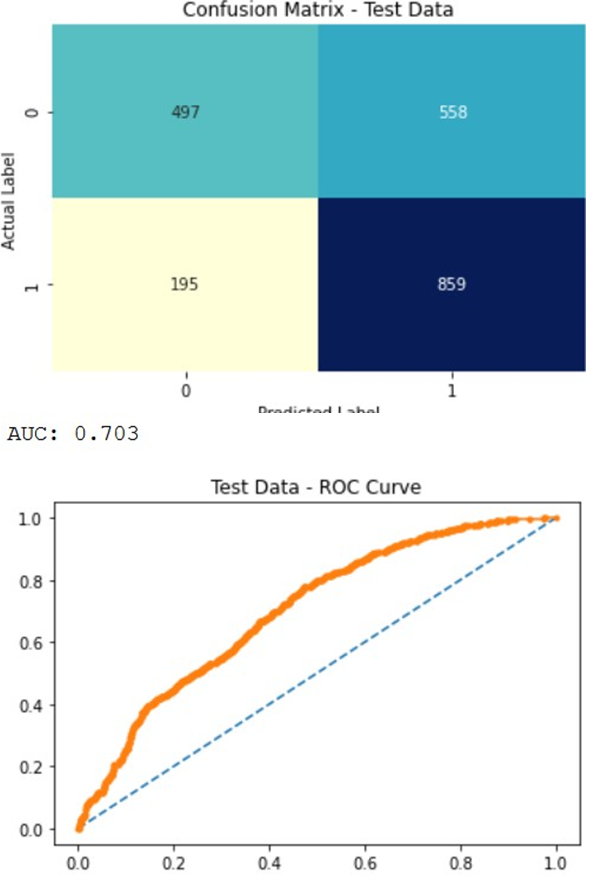 Confusion Matrix - Test Data
Actual Label
0
497
558
1
195
859
0
1
Predicted Label
AUC: 0.703
Test Data - ROC Curve
1.0
0.8
0.6
0.4
0.2
0.0
0.0 0.2 0.4 0.6 0.8 1.0